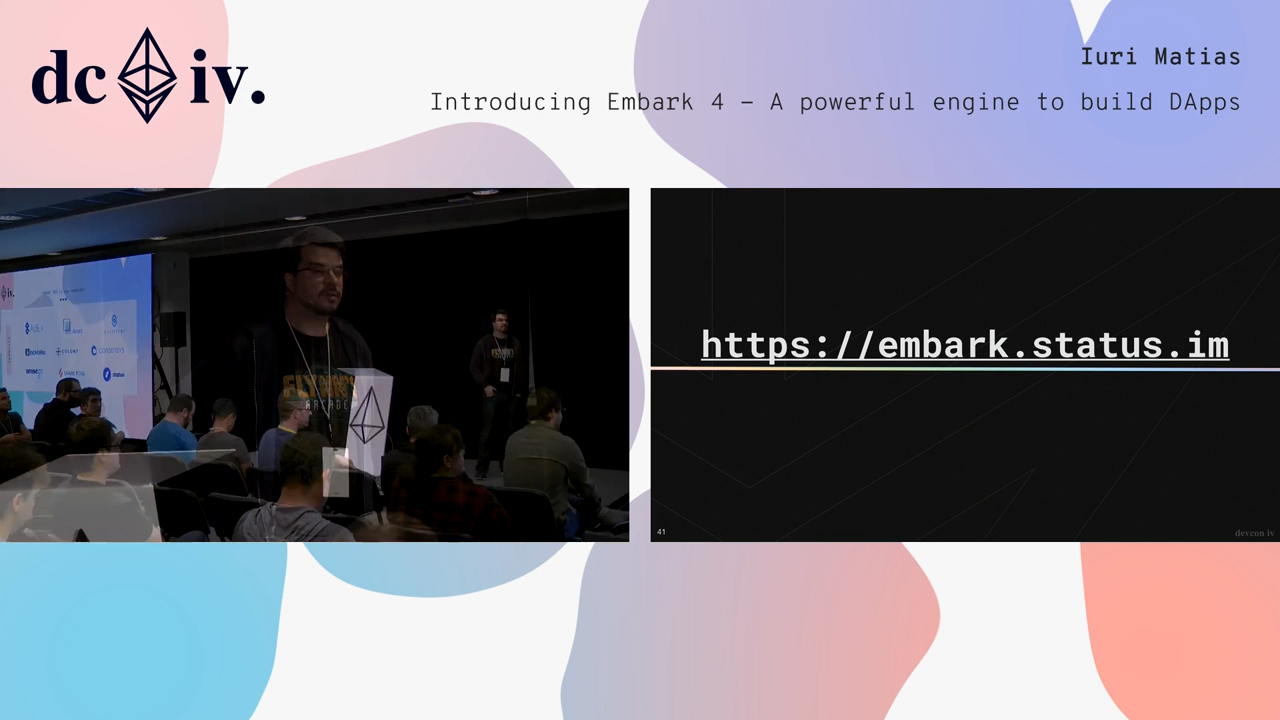 dc iv.
Iuri Matias
Introducing Embark 4 – A powerful engine to build DApps
iv.
https://embark.status.im
41
devcon iv